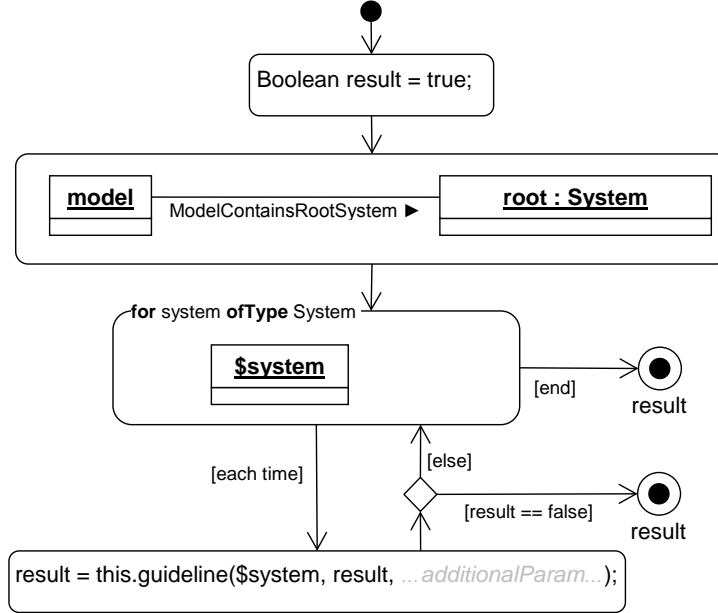 Boolean result = true;
model
root : System
ModelContainsRootSystem ►
for system ofType System
$system
[end]
result
[each time]
[else]
[result == false]
result
result = this.guideline($system, result, ...additionalParam...);